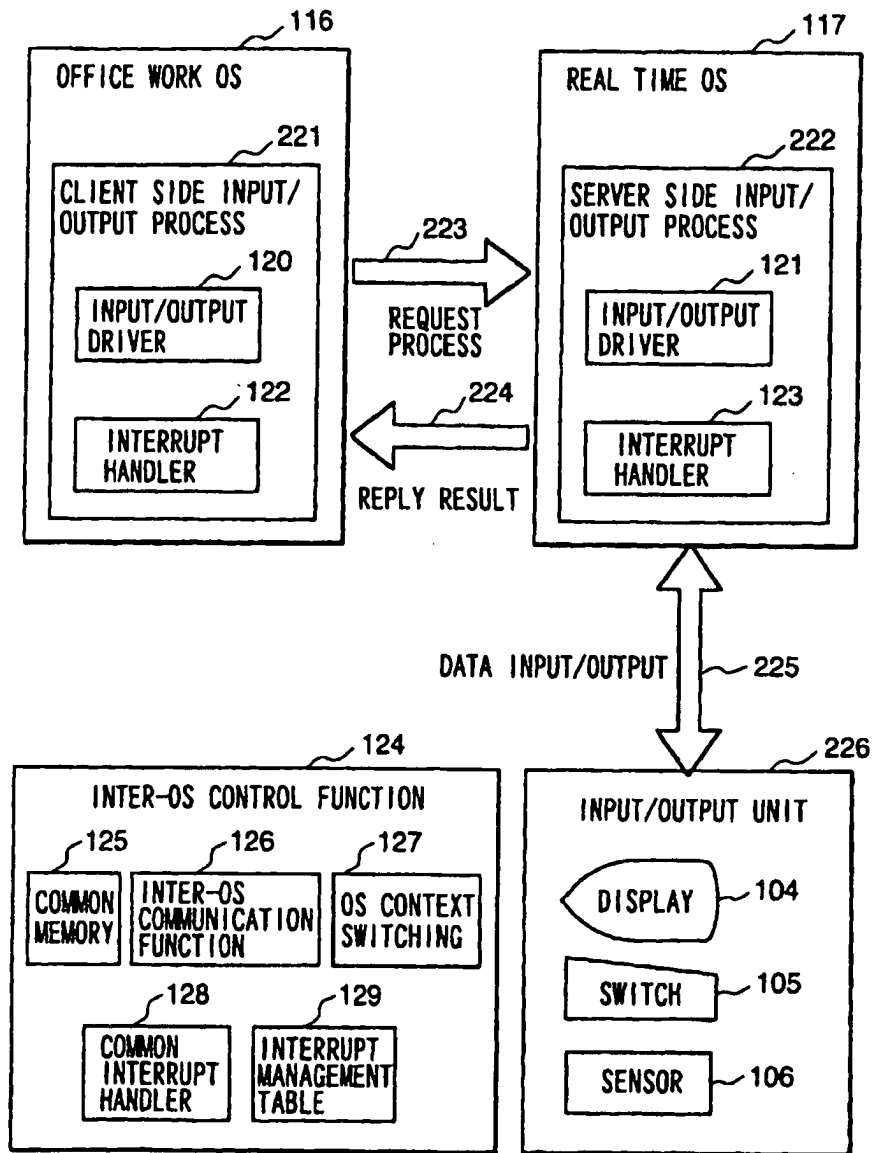 116
OFFICE WORK OS
221
CLIENT SIDE INPUT/
OUTPUT PROCESS
120
INPUT/OUTPUT
DRIVER
122
INTERRUPT
HANDLER
223
REQUEST
PROCESS
224
REPLY RESULT
117
REAL TIME OS
222
SERVER SIDE INPUT/
OUTPUT PROCESS
121
INPUT/OUTPUT
DRIVER
123
INTERRUPT
HANDLER
DATA INPUT/OUTPUT
225
124
INTER-OS CONTROL FUNCTION
125
COMMON
MEMORY
126
INTER-OS
COMMUNICATION
FUNCTION
127
OS CONTEXT
SWITCHING
128
COMMON
INTERRUPT
HANDLER
129
INTERRUPT
MANAGEMENT
TABLE
226
INPUT/OUTPUT UNIT
DISPLAY
104
SWITCH
105
SENSOR
106